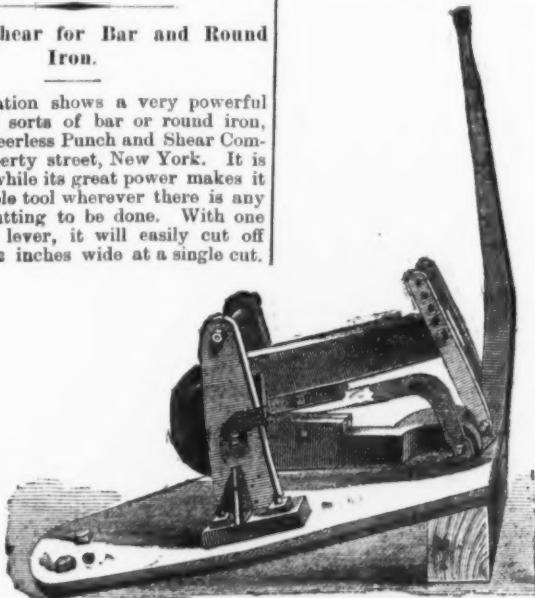 hear for Bar and Round
Iron.
ation shows a very powerful
sorts of bar or round iron,
eerless Punch and Shear Com-
erty street, New York. It is
while its great power makes it
ble tool wherever there is any
tting to be done. With one
lever, it will easily cut off
inches wide at a single cut.